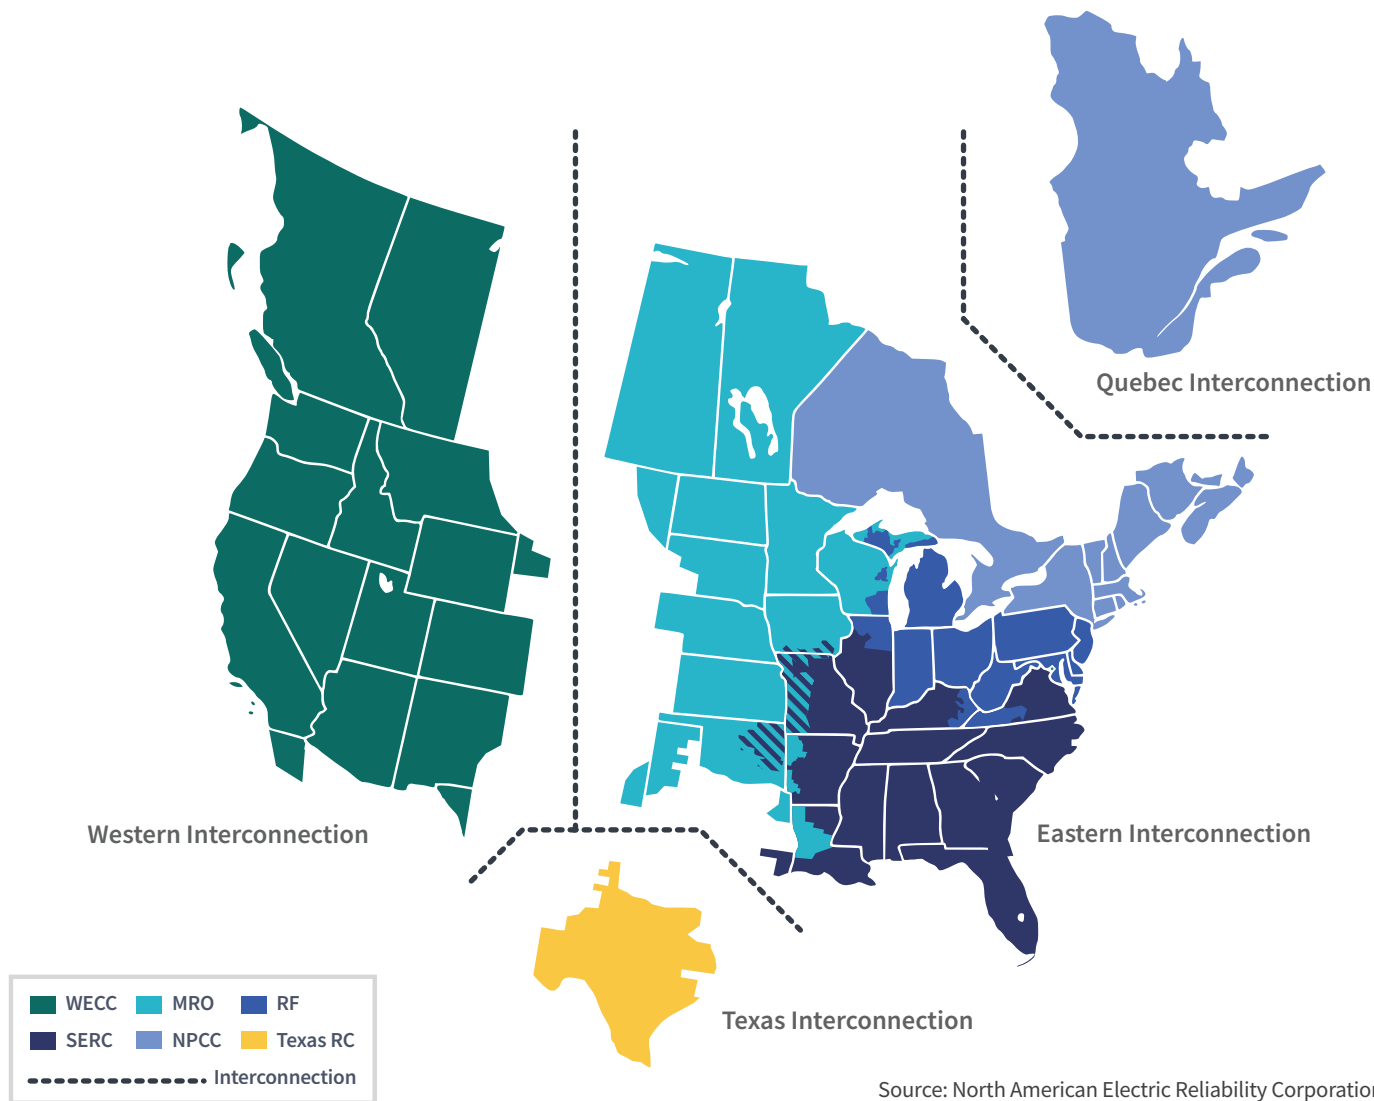 Quebec Interconnection
Western Interconnection
Eastern Interconnection
Texas Interconnection
WECC MRO RF
SERC NPCC Texas RC
Interconnection
Source: North American Electric Reliability Corporation